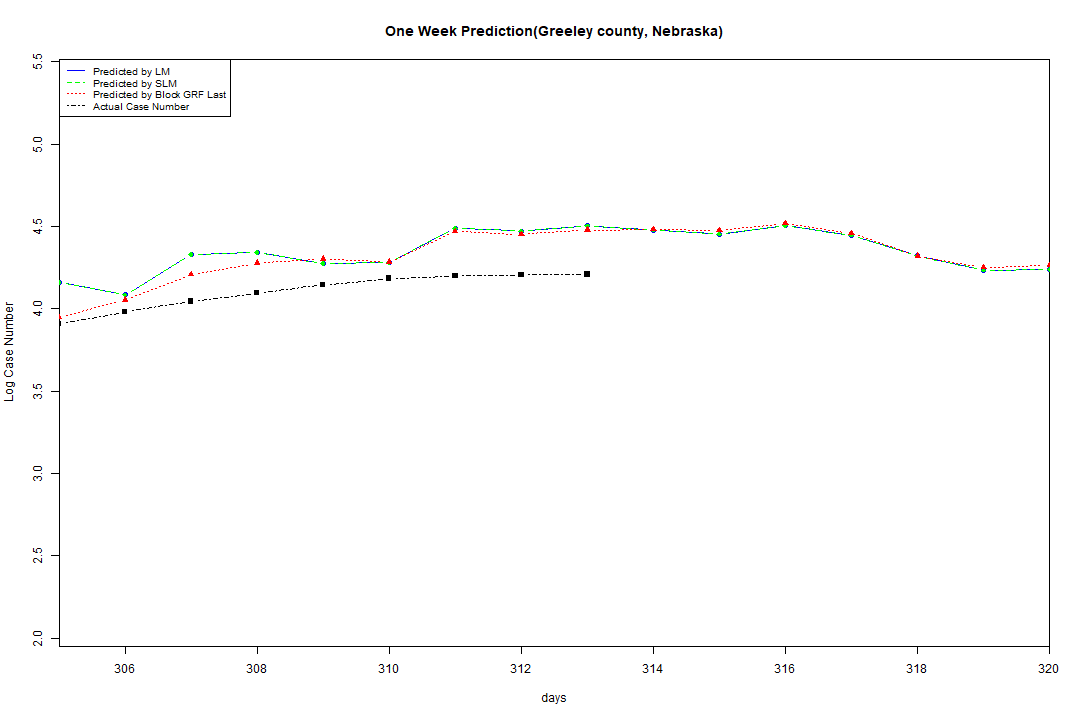 One Week Prediction(Greeley county, Nebraska)
Predicted by LM
Predicted by SLM
Predicted by Block GRF Last
Actual Case Number
5.5
5.0
4.5
4.0
3.5
3.0
2.5
2.0
Log Case Number
306 308 310 312 314 316 318 320
days